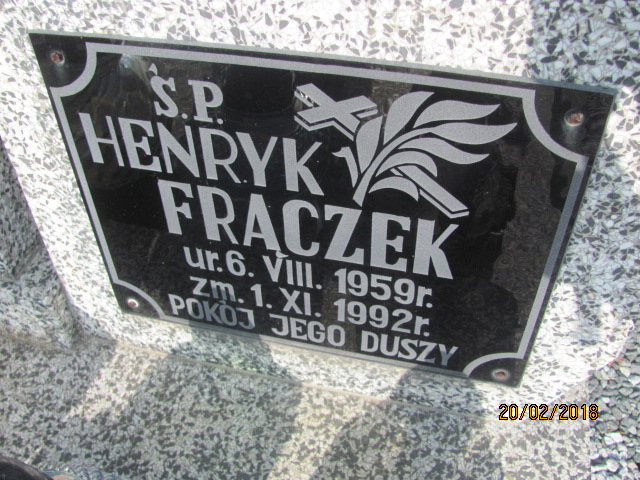 Ś.P.
HENRYK
FRĄCZEK
ur. 6. VIII. 1959r.
zm. 1. XI. 1992r.
POKÓJ JEGO DUSZY
20/02/2018